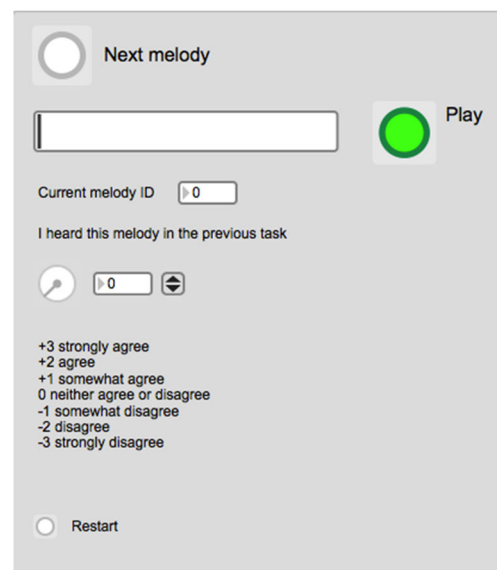 Next melody
Play
Current melody ID 0
I heard this melody in the previous task
0
+3 strongly agree
+2 agree
+1 somewhat agree
0 neither agree or disagree
-1 somewhat disagree
-2 disagree
-3 strongly disagree
Restart